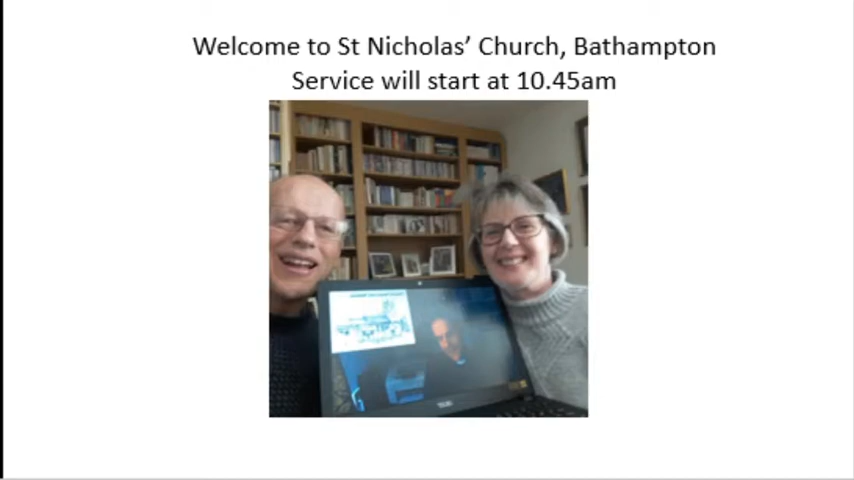 Welcome to St Nicholas’ Church, Bathampton
Service will start at 10.45am